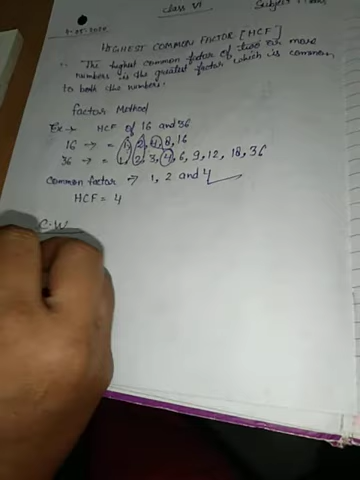 Class VI
Subject :
HIGHEST COMMON FACTOR [HCF]
The highest common factor of two or more
numbers is the greatest factor which is common
to both the numbers.
Factor Method
Ex → HCF of 16 and 36
16 → = 1, 2, 4, 8, 16
36 → = 1, 2, 3, 4, 6, 9, 12, 18, 36
Common factor → 1, 2 and 4
HCF = 4
C.W